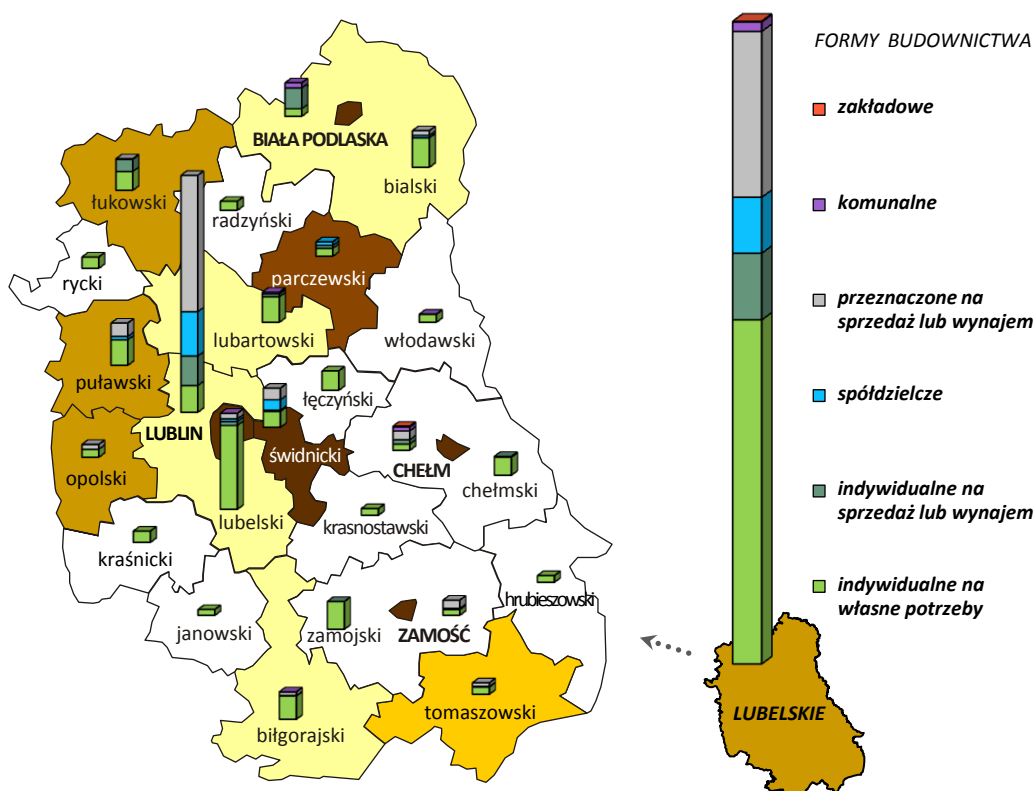 FORMY BUDOWNICTWA
zakładowe
komunalne
przeznaczone na
sprzedaż lub wynajem
spółdzielcze
indywidualne na
sprzedaż lub wynajem
indywidualne na
własne potrzeby
LUBELSKIE
BIAŁA PODLASKA
bialski
łukowski
radzyński
parczewski
rycki
lubartowski
włodawski
puławski
łęczyński
LUBLIN
świdnicki
CHEŁM
opolski
chełmski
lubelski
krasnostawski
kraśnicki
hrubieszowski
janowski
zamojski
ZAMOŚĆ
tomaszowski
biłgorajski